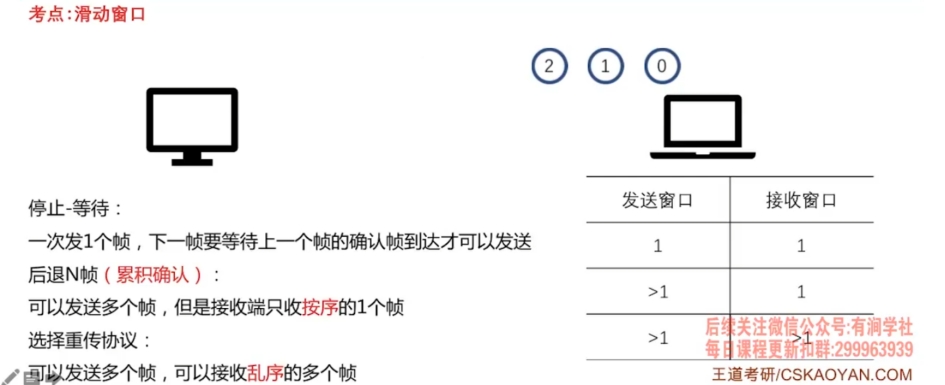 考点:滑动窗口
2 1 0
停止-等待：
一次发1个帧，下一帧要等待上一个帧的确认帧到达才可以发送
后退N帧（累积确认）：
可以发送多个帧，但是接收端只收按序的1个帧
选择重传协议：
可以发送多个帧，可以接收乱序的多个帧
发送窗口 接收窗口
1 1
>1 1
>1 >1
后续关注微信公众号:有涧学社
每日课程更新扣群:299963939
王道考研/CSKAOYAN.COM